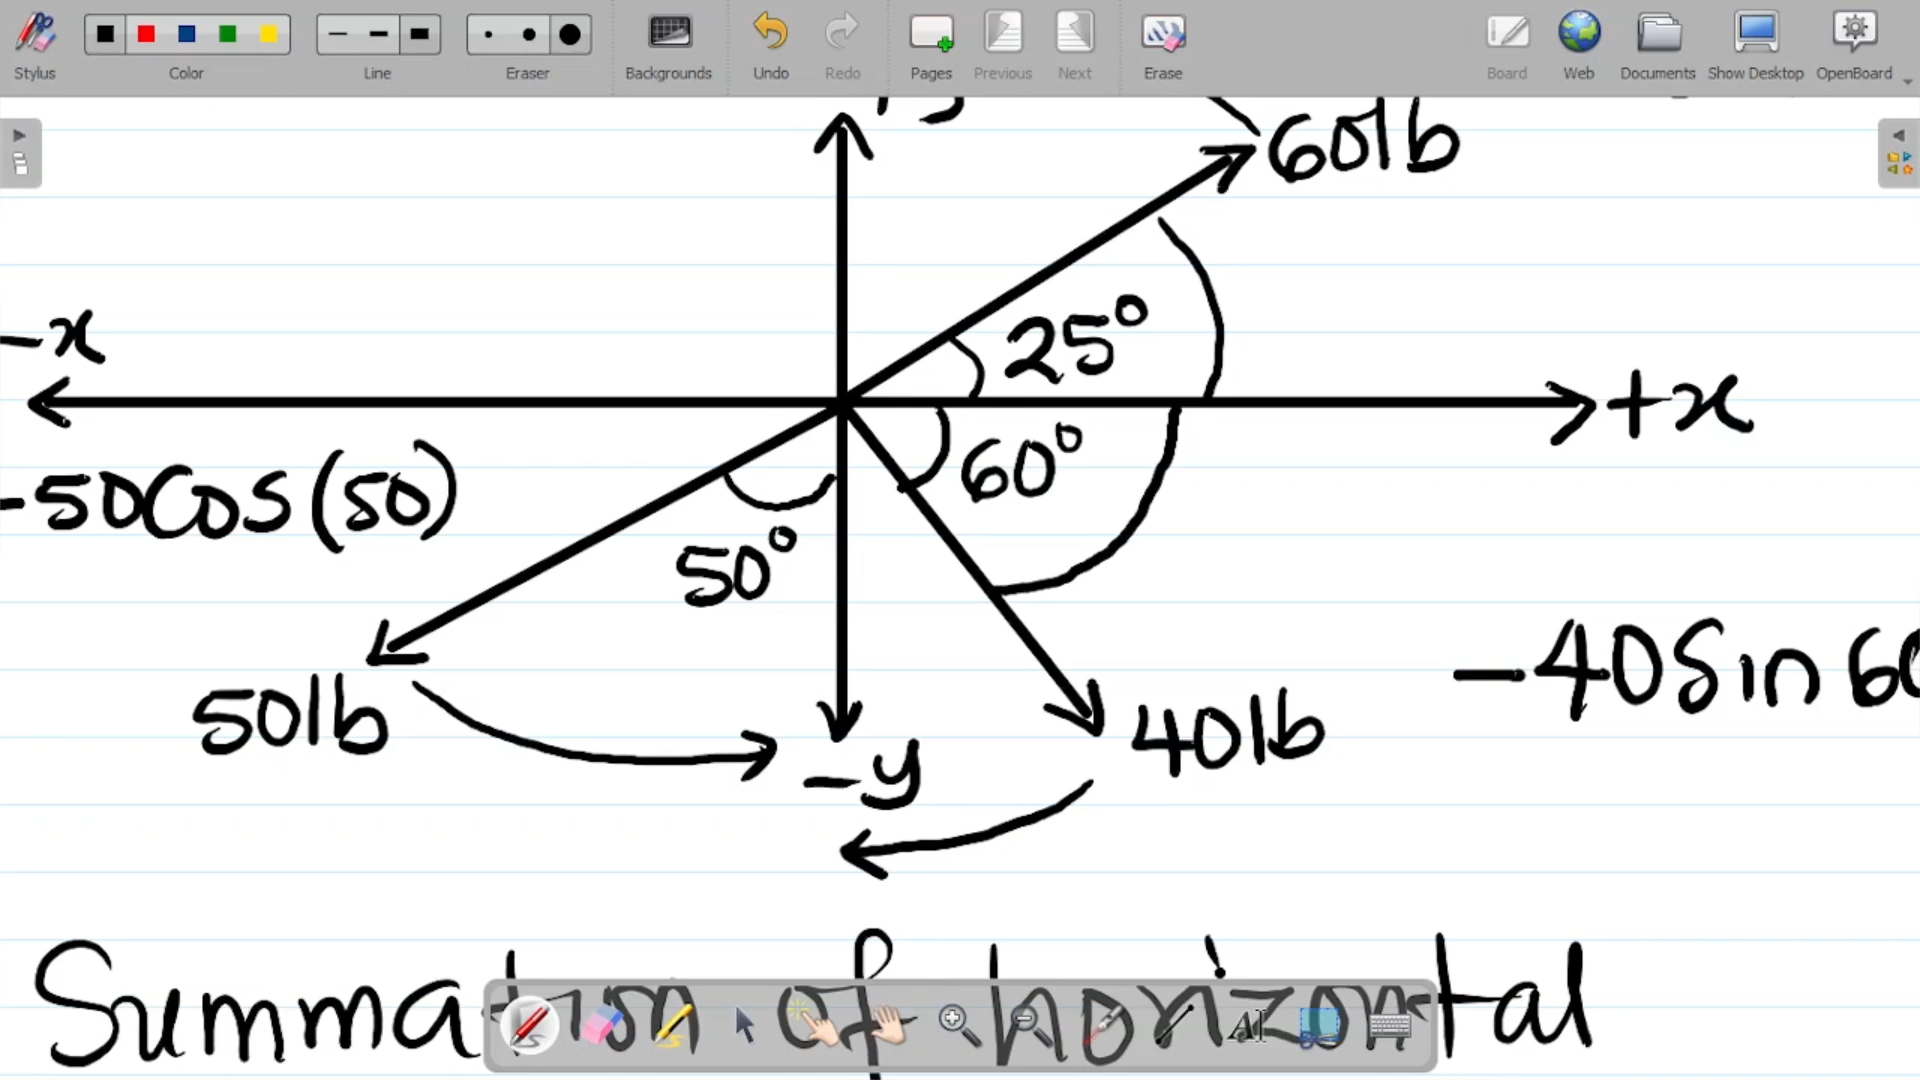 Stylus Color Line Eraser Backgrounds Undo Redo Pages Previous Next Erase Board Web Documents Show Desktop OpenBoard
60lb
25°
-x
+x
60°
-50Cos(50)
50°
-40Sin 60
50lb
40lb
-y
Summation of horizontal